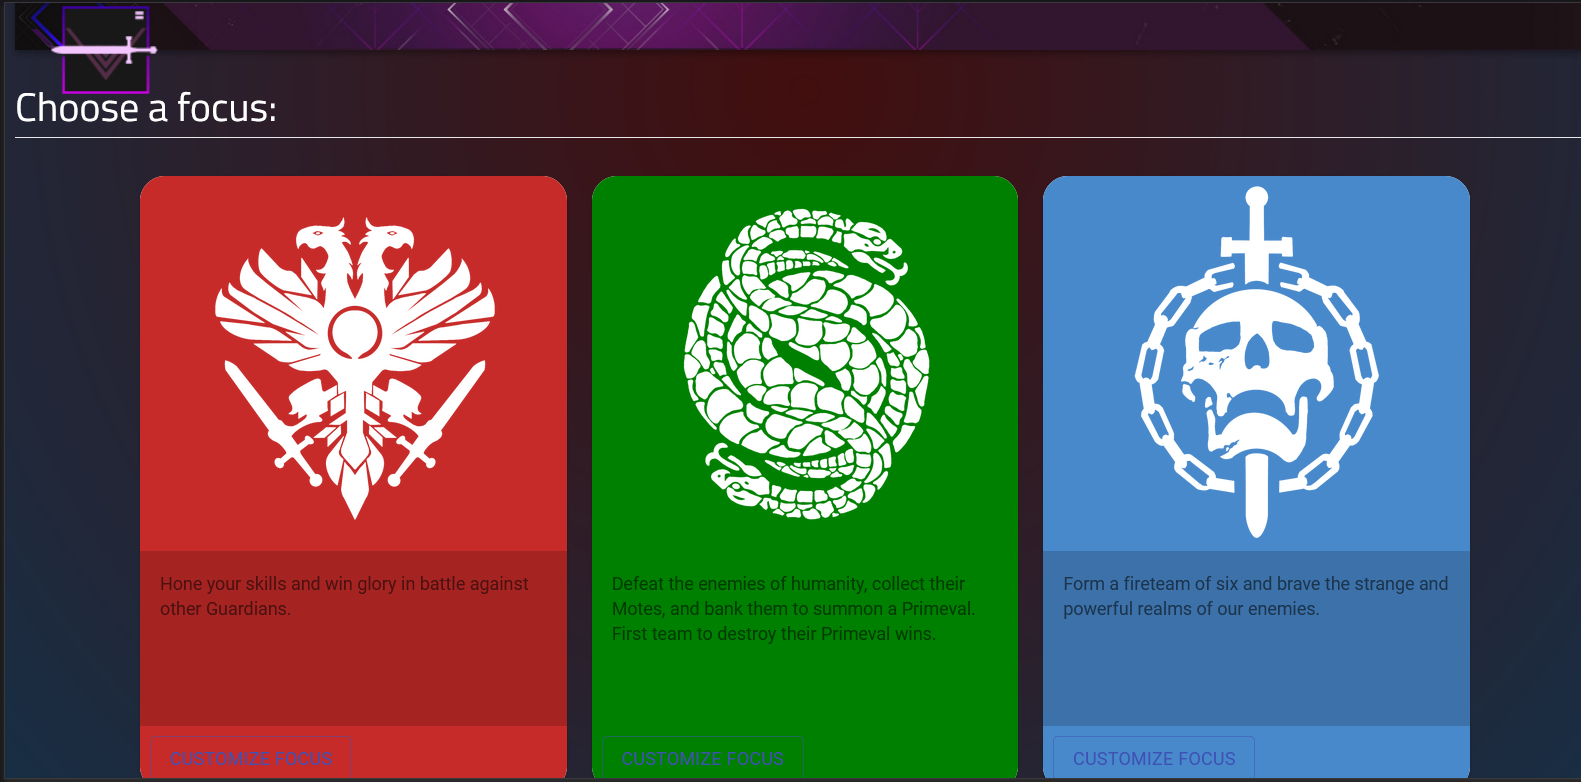 Choose a focus:
Hone your skills and win glory in battle against
other Guardians.
Defeat the enemies of humanity, collect their
Motes, and bank them to summon a Primeval.
First team to destroy their Primeval wins.
Form a fireteam of six and brave the strange and
powerful realms of our enemies.
CUSTOMIZE FOCUS
CUSTOMIZE FOCUS
CUSTOMIZE FOCUS